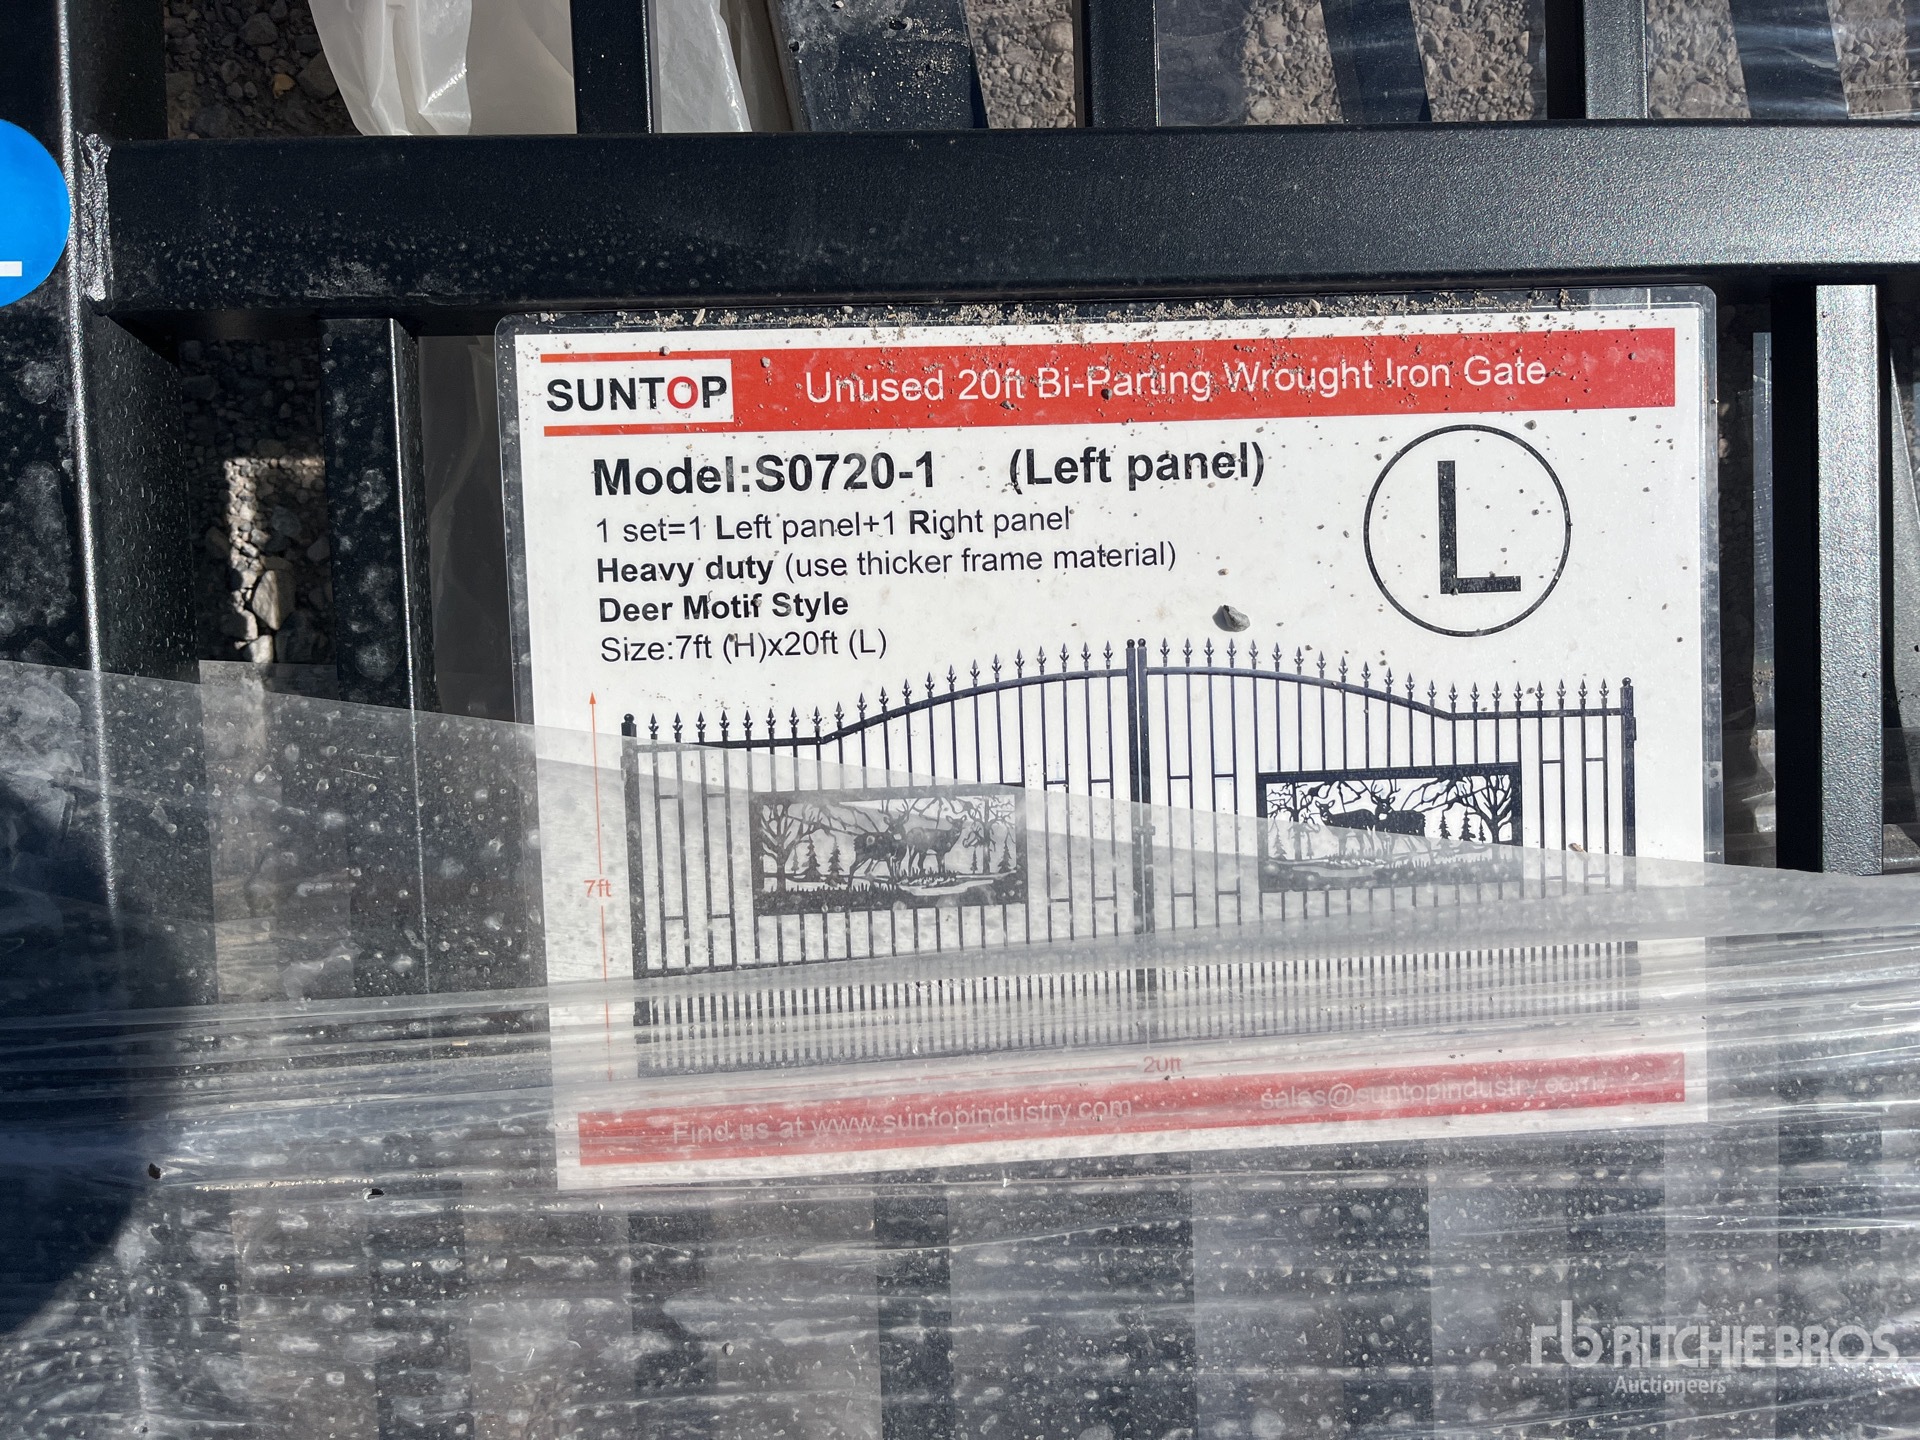 SUNTOP
Unused 20ft Bi-Parting Wrought Iron Gate
Model:S0720-1 (Left panel)
L
1 set=1 Left panel+1 Right panel
Heavy duty (use thicker frame material)
Deer Motif Style
Size:7ft (H)x20ft (L)
7ft
20ft
Find us at www.suntopindustry.com
sales@suntopindustry.com
rb RITCHIE BROS
Auctioneers